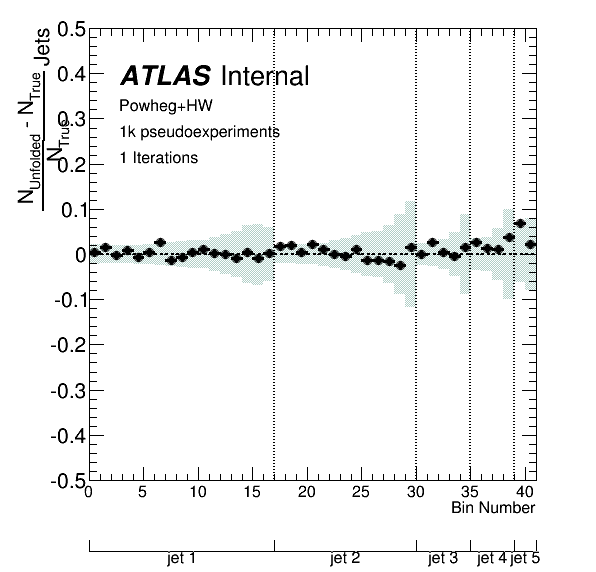 N_Unfolded - N_True
N_True
Jets
ATLAS Internal
Powheg+HW
1k pseudoexperiments
1 Iterations
0.5
0.4
0.3
0.2
0.1
0
-0.1
-0.2
-0.3
-0.4
-0.5
0 5 10 15 20 25 30 35 40
Bin Number
jet 1 jet 2 jet 3 jet 4 jet 5